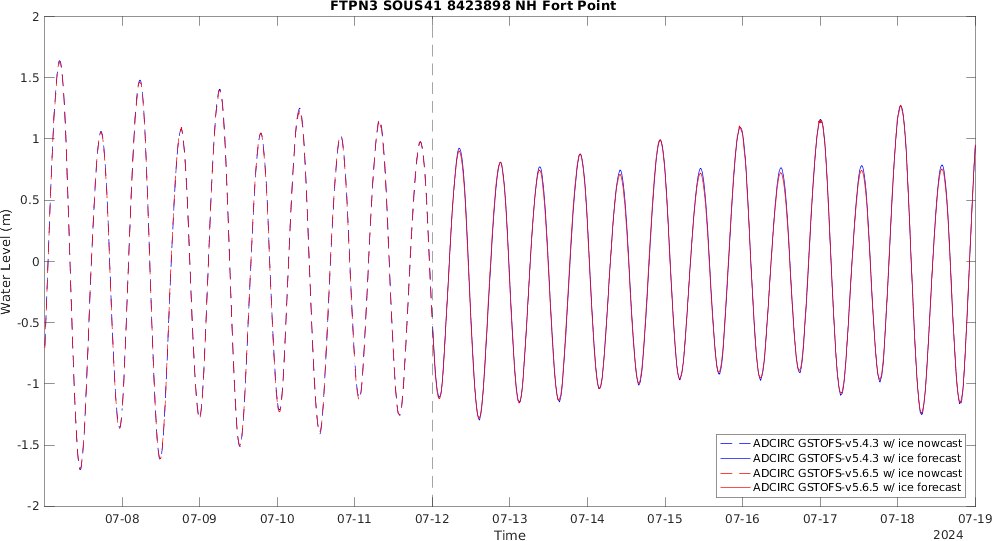 FTPN3 SOUS41 8423898 NH Fort Point
2
1.5
1
0.5
0
-0.5
-1
-1.5
-2
Water Level (m)
07-08 07-09 07-10 07-11 07-12 07-13 07-14 07-15 07-16 07-17 07-18 07-19
Time
2024
ADCIRC GSTOFS-v5.4.3 w/ ice nowcast
ADCIRC GSTOFS-v5.4.3 w/ ice forecast
ADCIRC GSTOFS-v5.6.5 w/ ice nowcast
ADCIRC GSTOFS-v5.6.5 w/ ice forecast